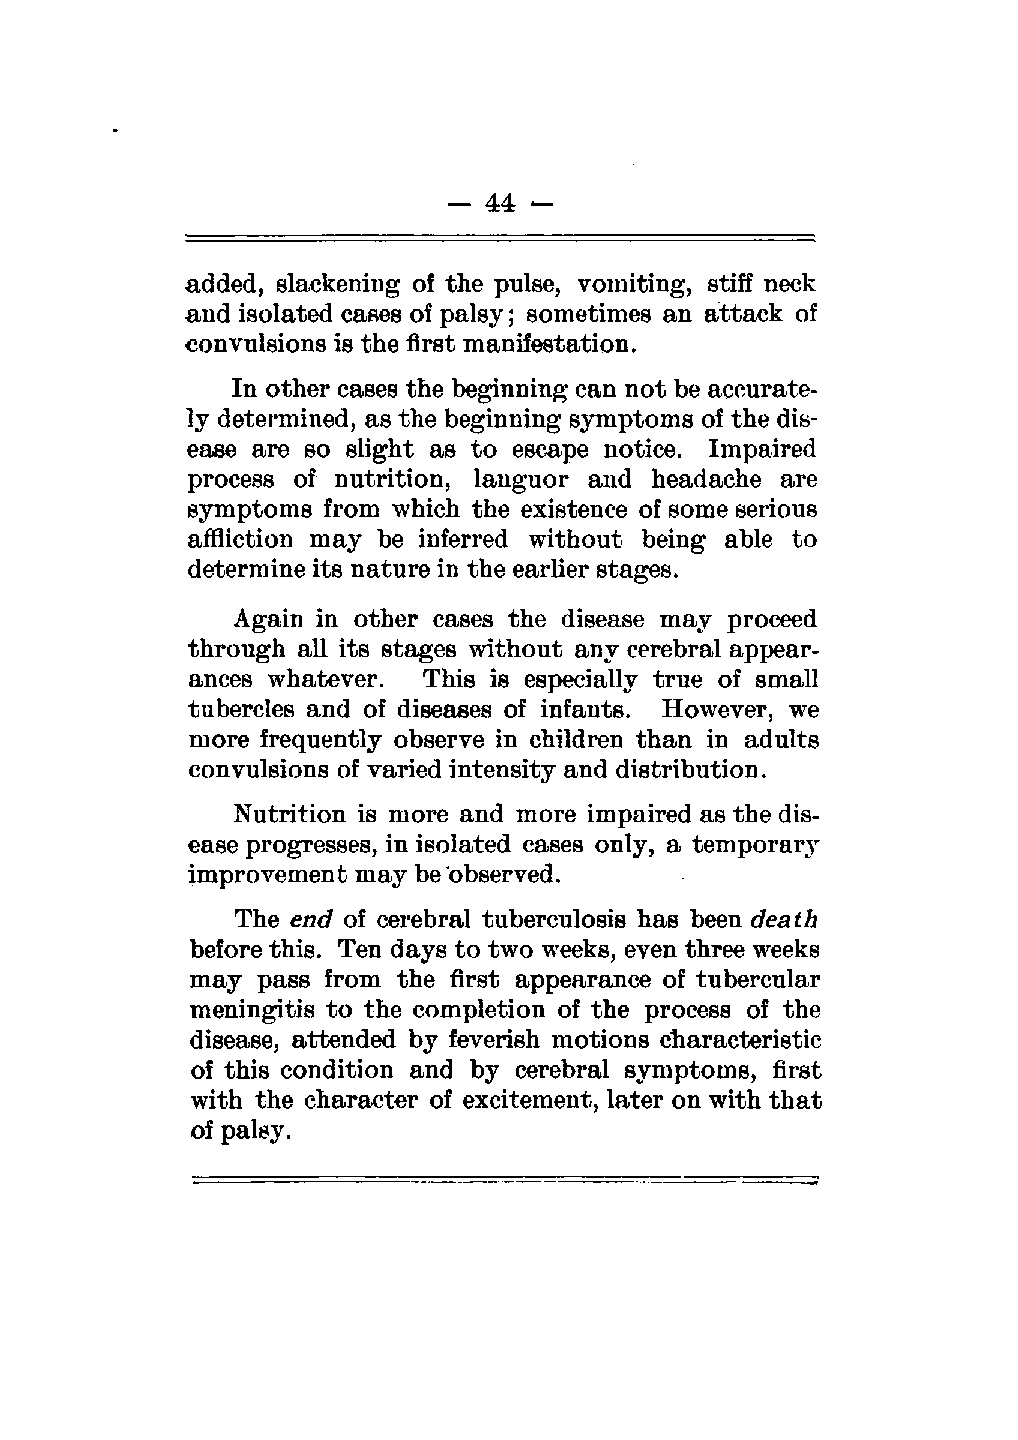 — 44 —
added, slackening of the pulse, vomiting, stiff neck
and isolated cases of palsy; sometimes an attack of
convulsions is the first manifestation.
In other cases the beginning can not be accurate-
ly determined, as the beginning symptoms of the dis-
ease are so slight as to escape notice. Impaired
process of nutrition, languor and headache are
symptoms from which the existence of some serious
affliction may be inferred without being able to
determine its nature in the earlier stages.
Again in other cases the disease may proceed
through all its stages without any cerebral appear-
ances whatever. This is especially true of small
tubercles and of diseases of infants. However, we
more frequently observe in children than in adults
convulsions of varied intensity and distribution.
Nutrition is more and more impaired as the dis-
ease progresses, in isolated cases only, a temporary
improvement may be observed.
The end of cerebral tuberculosis has been death
before this. Ten days to two weeks, even three weeks
may pass from the first appearance of tubercular
meningitis to the completion of the process of the
disease, attended by feverish motions characteristic
of this condition and by cerebral symptoms, first
with the character of excitement, later on with that
of palsy.